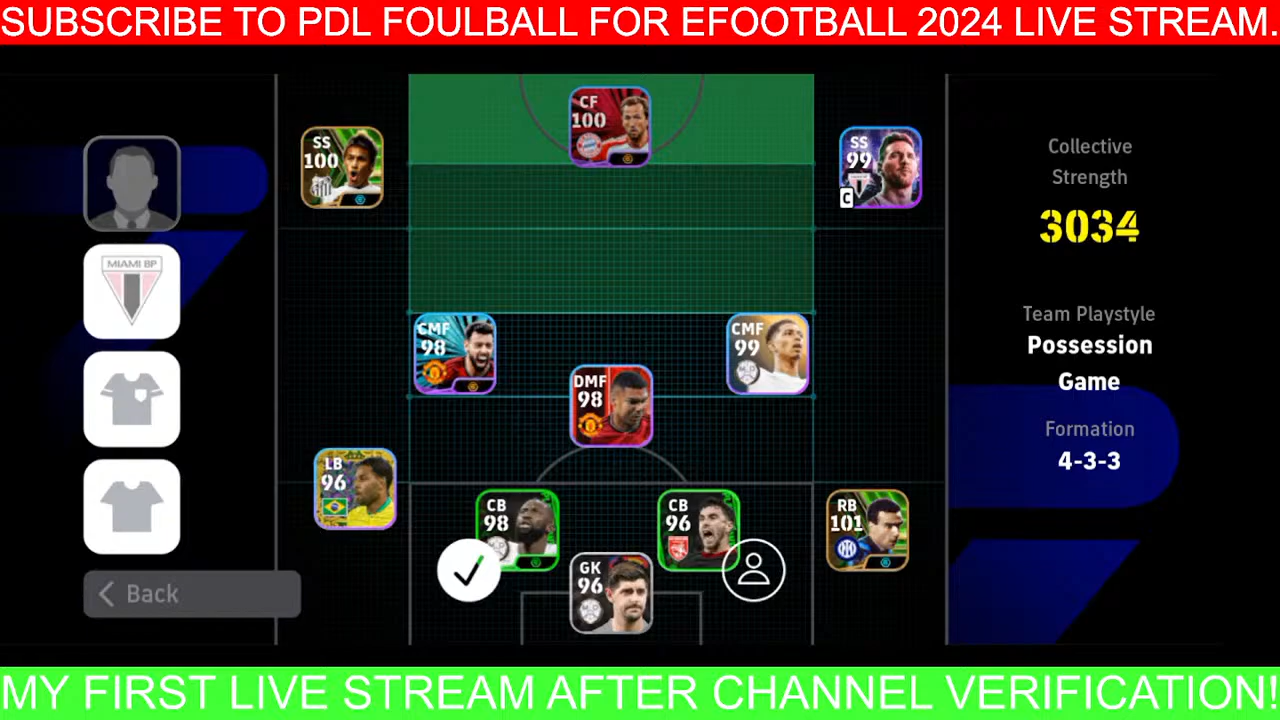 SUBSCRIBE TO PDL FOULBALL FOR EFOOTBALL 2024 LIVE STREAM.
CF
100
SS
100
SS
99
C
Collective
Strength
3034
MIAMI BP
Team Playstyle
Possession
Game
Formation
4-3-3
CMF
98
CMF
99
DMF
98
LB
96
CB
98
CB
96
RB
101
GK
96
Back
MY FIRST LIVE STREAM AFTER CHANNEL VERIFICATION!